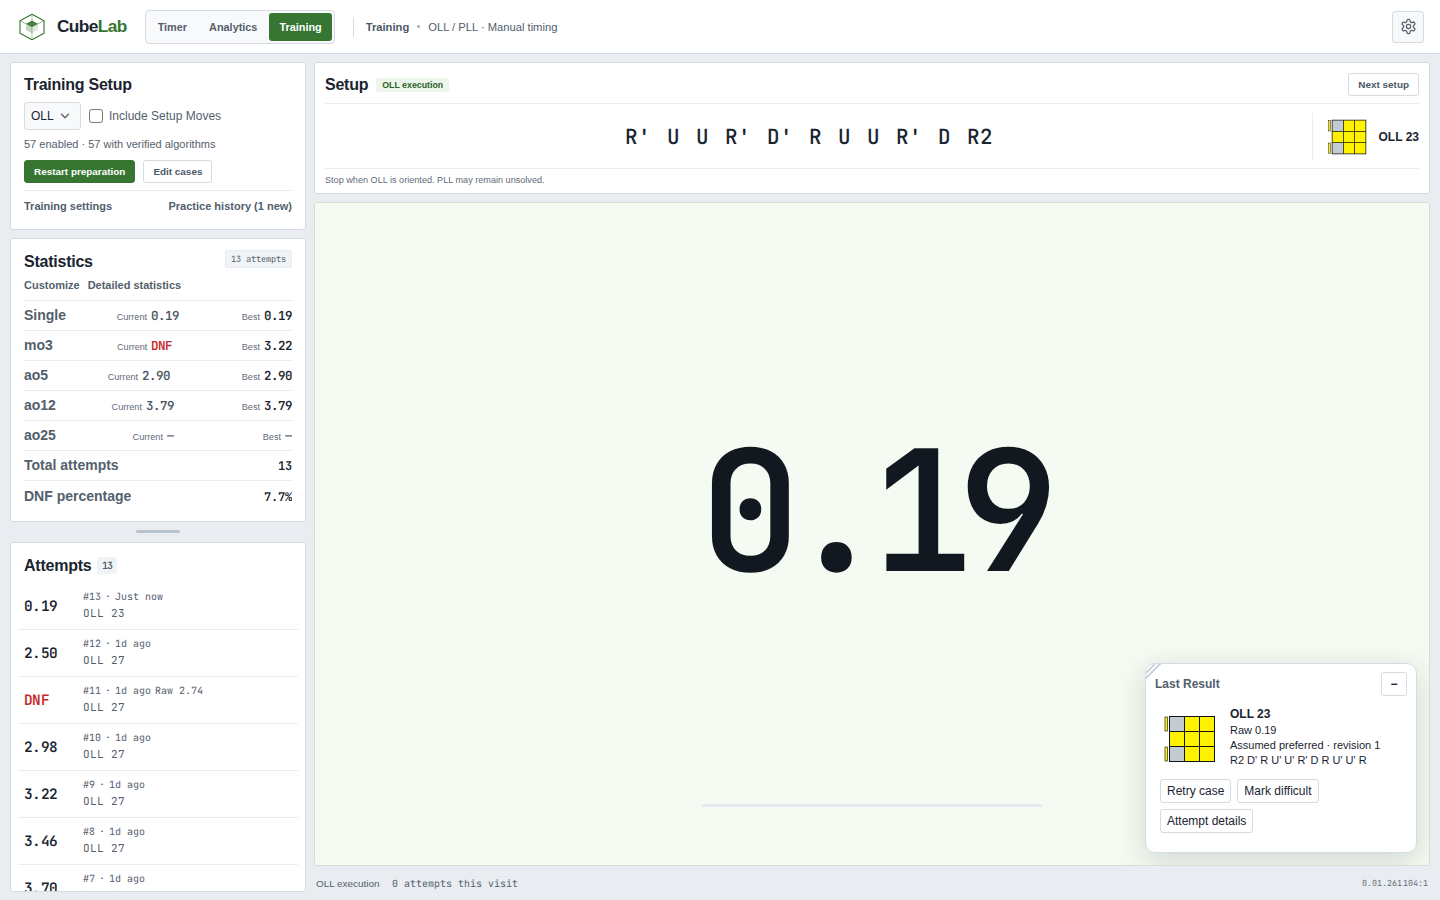 CubeLab Timer Analytics Training Training • OLL / PLL · Manual timing
Training Setup
OLL Include Setup Moves
57 enabled · 57 with verified algorithms
Restart preparation Edit cases
Training settings Practice history (1 new)
Statistics 13 attempts
Customize Detailed statistics
Single Current 0.19 Best 0.19
mo3 Current DNF Best 3.22
ao5 Current 2.90 Best 2.90
ao12 Current 3.79 Best 3.79
ao25 Current – Best –
Total attempts 13
DNF percentage 7.7%
Attempts 13
0.19 #13 · Just now
OLL 23
2.50 #12 · 1d ago
OLL 27
DNF #11 · 1d ago Raw 2.74
OLL 27
2.98 #10 · 1d ago
OLL 27
3.22 #9 · 1d ago
OLL 27
3.46 #8 · 1d ago
OLL 27
3.70 #7 · 1d ago
Setup OLL execution Next setup
R' U U R' D' R U U R' D R2 OLL 23
Stop when OLL is oriented. PLL may remain unsolved.
0.19
Last Result –
OLL 23
Raw 0.19
Assumed preferred · revision 1
R2 D' R U' U' R' D R U' U' R
Retry case Mark difficult
Attempt details
OLL execution 0 attempts this visit 0.01.261104:1